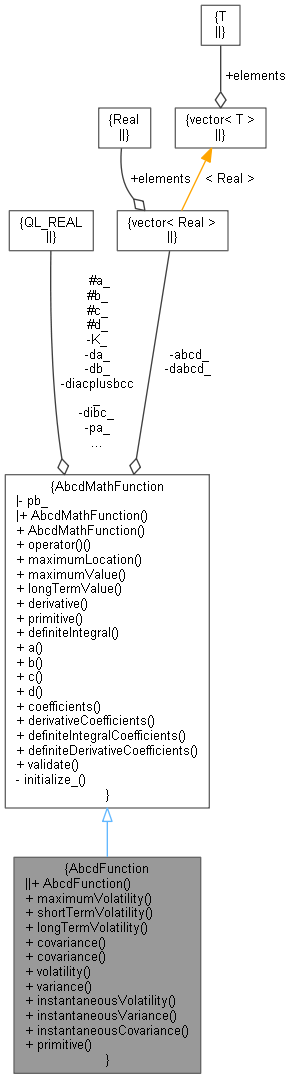 {T
||}
+elements
{Real
||}
{vector< T >
||}
+elements
< Real >
{QL_REAL
||}
{vector< Real >
||}
#a_
#b_
#c_
#d_
-K_
-da_
-db_
-diacplusbcc
_
-dibc_
-pa_
...
-abcd_
-dabcd_
{AbcdMathFunction
|- pb_
|+ AbcdMathFunction()
+ AbcdMathFunction()
+ operator()()
+ maximumLocation()
+ maximumValue()
+ longTermValue()
+ derivative()
+ primitive()
+ definiteIntegral()
+ a()
+ b()
+ c()
+ d()
+ coefficients()
+ derivativeCoefficients()
+ definiteIntegralCoefficients()
+ definiteDerivativeCoefficients()
+ validate()
- initialize_()
}
{AbcdFunction
||+ AbcdFunction()
+ maximumVolatility()
+ shortTermVolatility()
+ longTermVolatility()
+ covariance()
+ covariance()
+ volatility()
+ variance()
+ instantaneousVolatility()
+ instantaneousVariance()
+ instantaneousCovariance()
+ primitive()
}